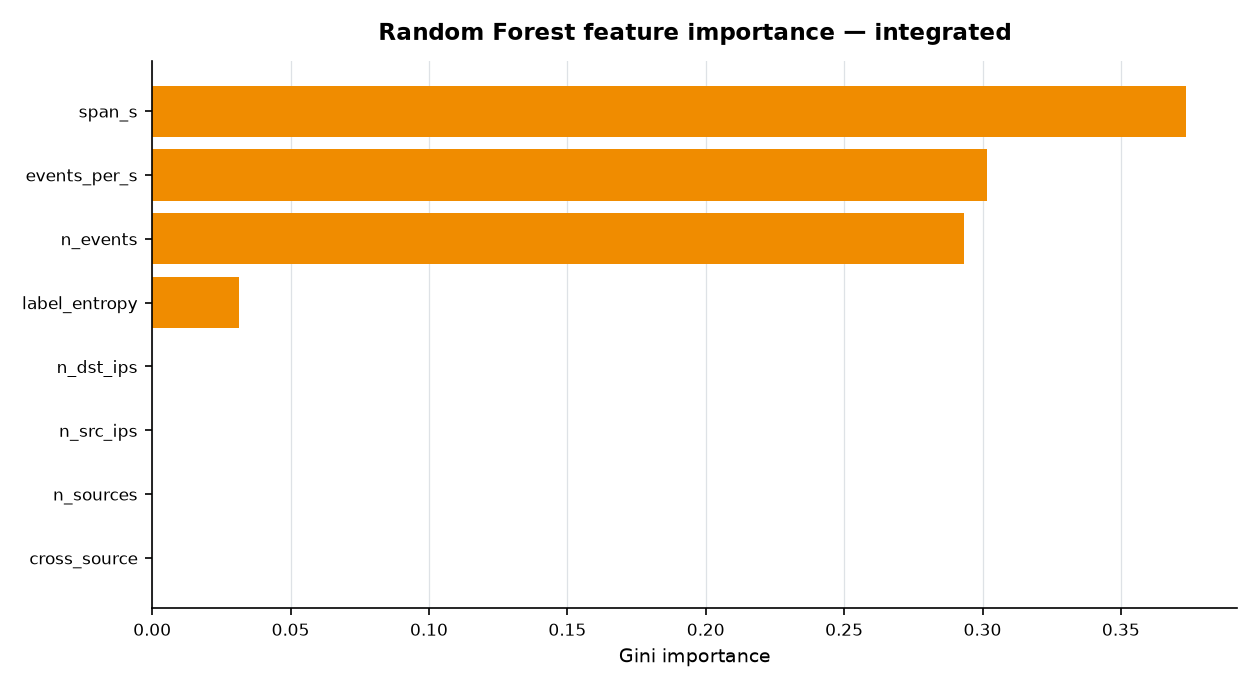 Random Forest feature importance — integrated
span_s
events_per_s
n_events
label_entropy
n_dst_ips
n_src_ips
n_sources
cross_source
0.00 0.05 0.10 0.15 0.20 0.25 0.30 0.35
Gini importance